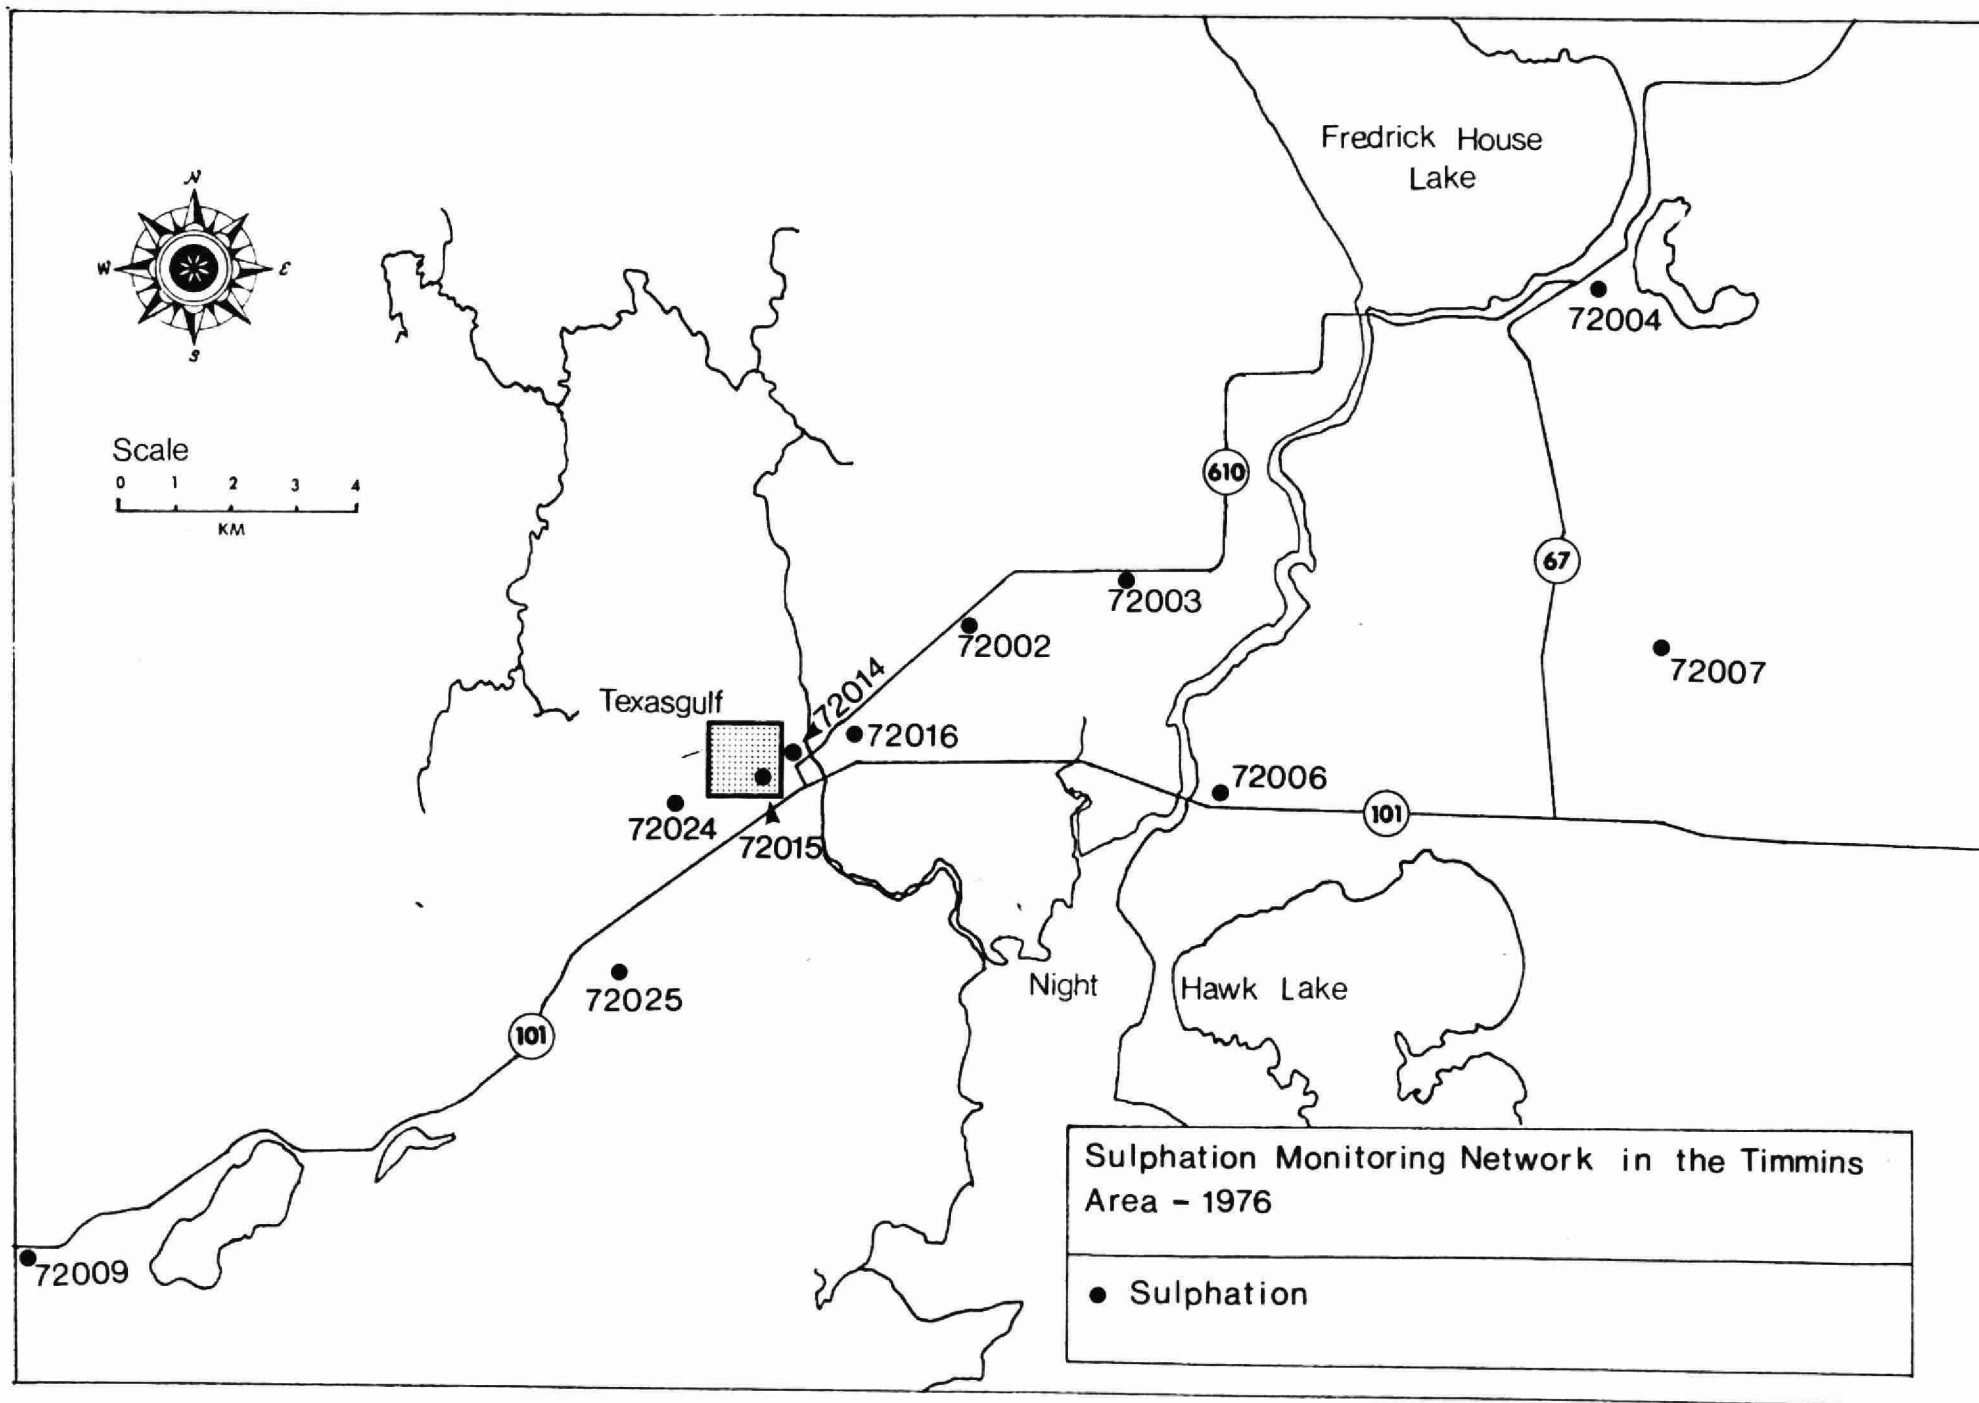 Fredrick House
Lake
N
W
E
S
72004
Scale
0 1 2 3 4
KM
610
67
72003
72002
72007
72014
Texasgulf
72016
72006
101
72024
72015
Night Hawk Lake
72025
101
Sulphation Monitoring Network in the Timmins
Area - 1976
72009
Sulphation